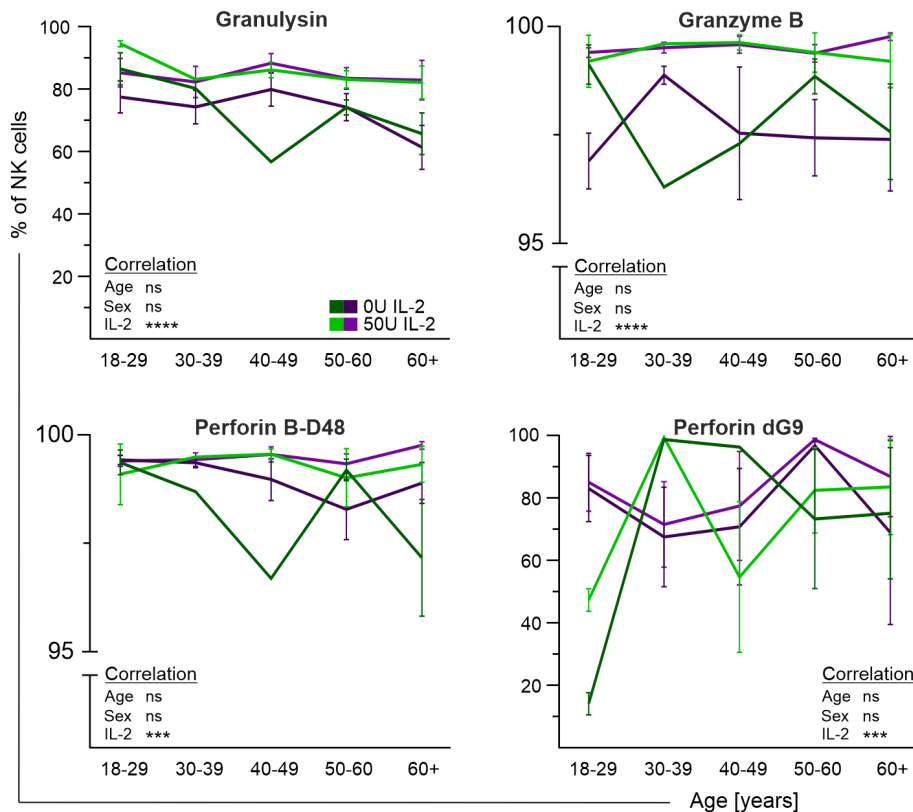 Granulysin
100
80
60
40
20
Correlation
Age ns
Sex ns
IL-2 ****
0U IL-2
50U IL-2
18-29 30-39 40-49 50-60 60+
Granzyme B
100
95
Correlation
Age ns
Sex ns
IL-2 ****
18-29 30-39 40-49 50-60 60+
% of NK cells
Perforin B-D48
100
95
Correlation
Age ns
Sex ns
IL-2 ***
18-29 30-39 40-49 50-60 60+
Perforin dG9
100
80
60
40
20
Correlation
Age ns
Sex ns
IL-2 ***
18-29 30-39 40-49 50-60 60+
Age [years]